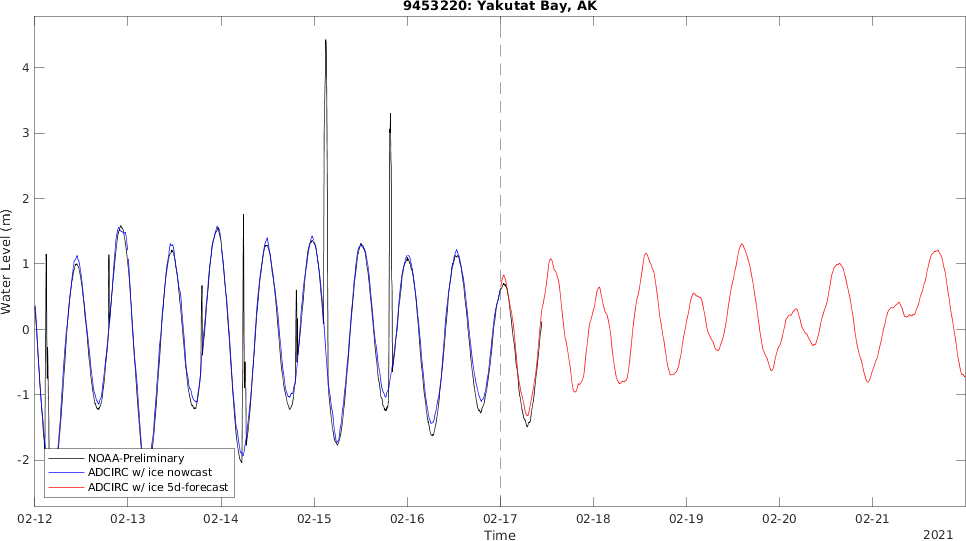 9453220: Yakutat Bay, AK
Water Level (m)
4
3
2
1
0
-1
-2
NOAA-Preliminary
ADCIRC w/ ice nowcast
ADCIRC w/ ice 5d-forecast
02-12 02-13 02-14 02-15 02-16 02-17 02-18 02-19 02-20 02-21
Time
2021